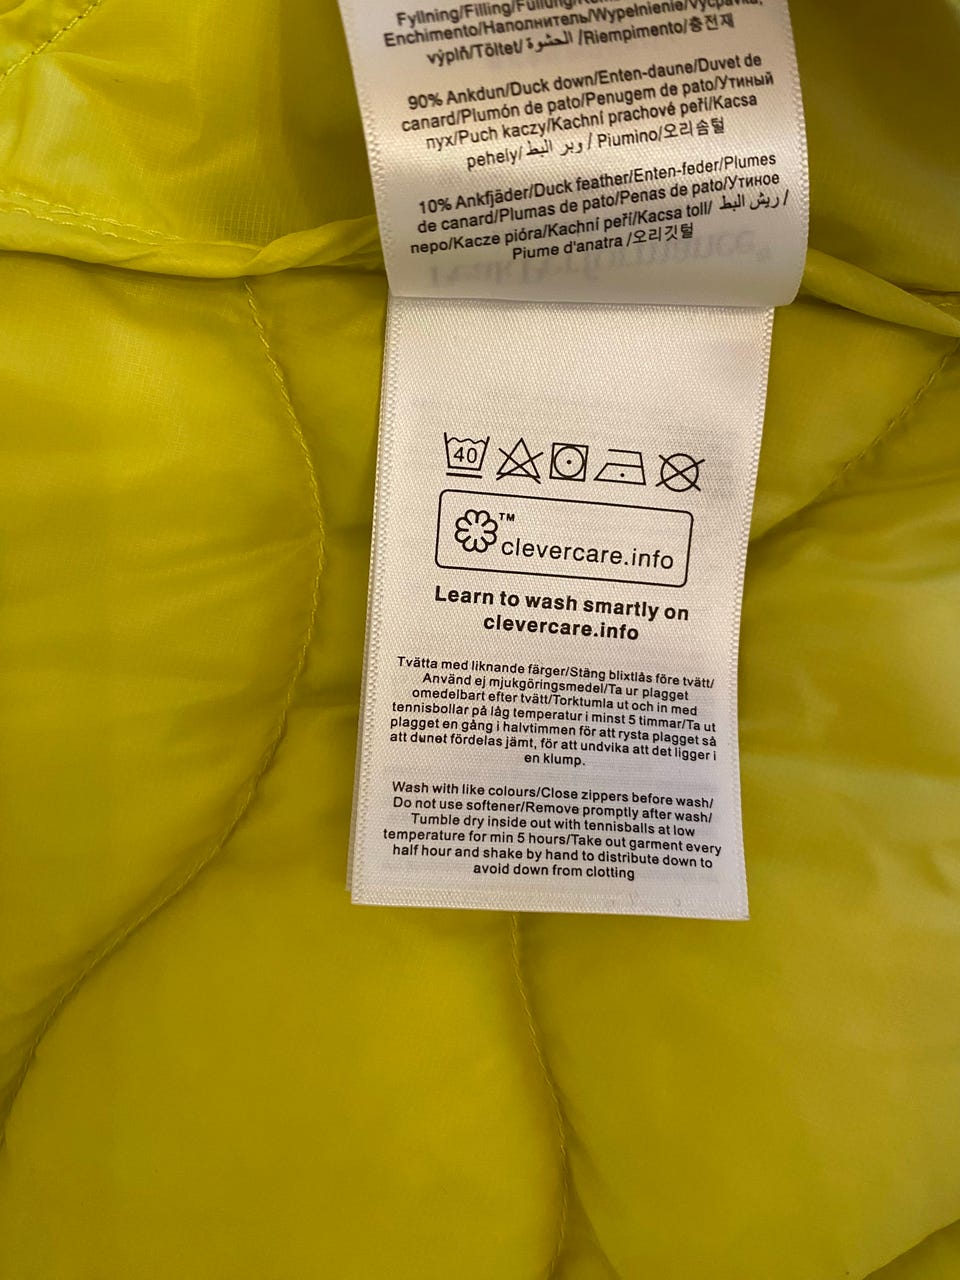 Fyllning/Filling/Füllung/
Enchimento/Наполнитель/Wypełnienie/Výcpavka,
výplň/Töltet/ الحشوة /Riempimento/충전재
90% Ankdun/Duck down/Enten-daune/Duvet de
canard/Plumón de pato/Penugem de pato/Утиный
пух/Puch kaczy/Kachní prachové peří/Kacsa
pehely/ وبر البط / Piumino/오리솜털
10% Ankfjäder/Duck feather/Enten-feder/Plumes
de canard/Plumas de pato/Penas de pato/Утиное
перо/Kacze pióra/Kachní peří/Kacsa toll/ ريش البط /
Piume d'anatra /오리깃털
40
™
clevercare.info
Learn to wash smartly on
clevercare.info
Tvätta med liknande färger/Stäng blixtlås före tvätt/
Använd ej mjukgöringsmedel/Ta ur plagget
omedelbart efter tvätt/Torktumla ut och in med
tennisbollar på låg temperatur i minst 5 timmar/Ta ut
plagget en gång i halvtimmen för att rysta plagget så
att dunet fördelas jämt, för att undvika att det ligger i
en klump.
Wash with like colours/Close zippers before wash/
Do not use softener/Remove promptly after wash/
Tumble dry inside out with tennisballs at low
temperature for min 5 hours/Take out garment every
half hour and shake by hand to distribute down to
avoid down from clotting